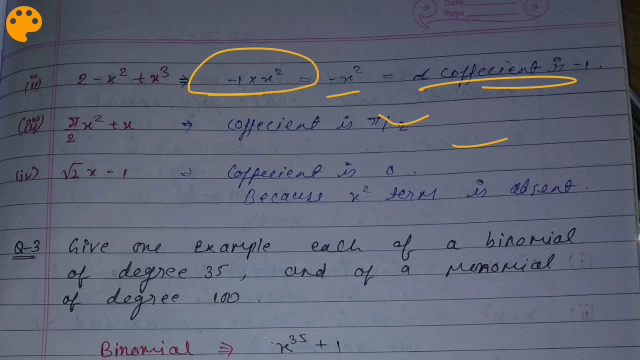 Date
Page
(ii) 2 - x² + x³ ⇒ -1 × x² = -x² = coffecient is -1.
(iii) π/2 x² + x → coffecient is π/2
(iv) √2 x - 1 ⇒ Coffecient is 0.
Because x² term is absent.
Q-3 Give one example each of a binomial
of degree 35, and of a monomial
of degree 100.
Binomial ⇒ x³⁵ + 1